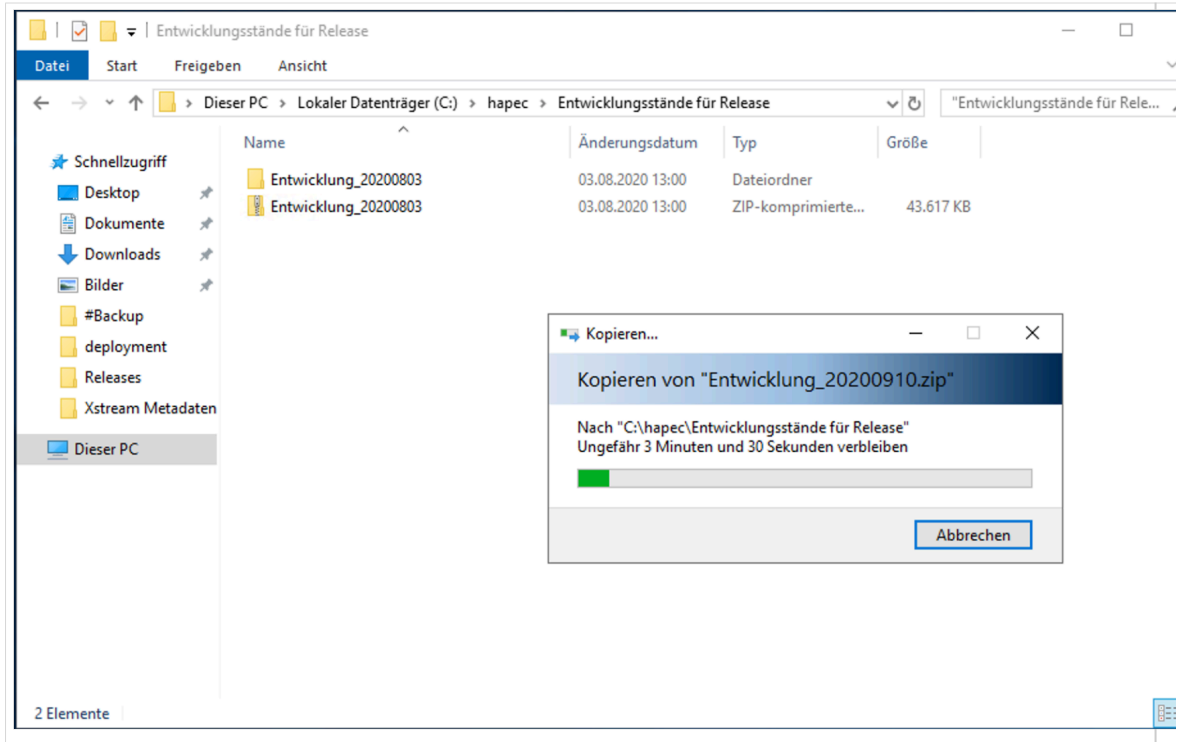 Entwicklungsstände für Release
Datei Start Freigeben Ansicht
Dieser PC > Lokaler Datenträger (C:) > hapec > Entwicklungsstände für Release "Entwicklungsstände für Rele...
Name Änderungsdatum Typ Größe
Schnellzugriff
Desktop
Dokumente
Downloads
Bilder
#Backup
deployment
Releases
Xstream Metadaten
Dieser PC
Entwicklung_20200803 03.08.2020 13:00 Dateiordner
Entwicklung_20200803 03.08.2020 13:00 ZIP-komprimierte... 43.617 KB
Kopieren...
Kopieren von "Entwicklung_20200910.zip"
Nach "C:\hapec\Entwicklungsstände für Release"
Ungefähr 3 Minuten und 30 Sekunden verbleiben
Abbrechen
2 Elemente